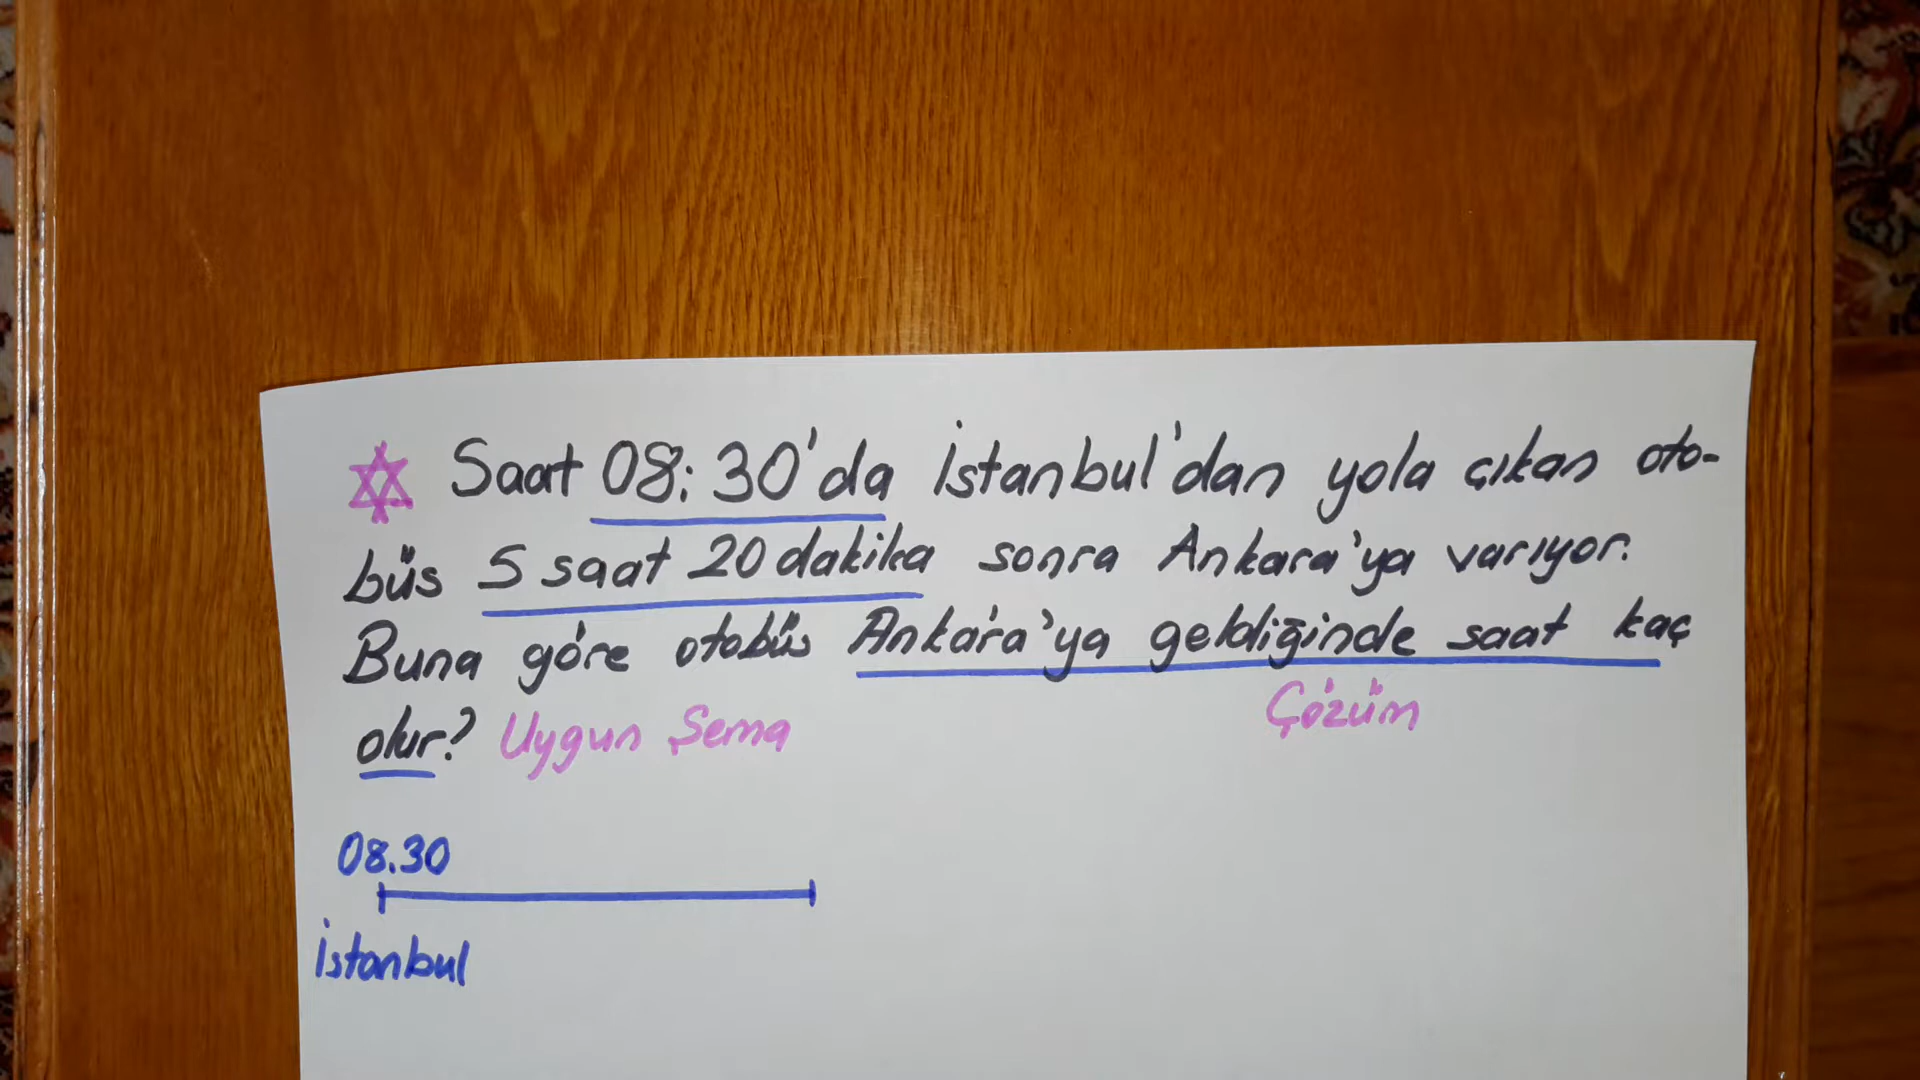 Saat 08:30'da İstanbul'dan yola çıkan oto-
büs 5 saat 20 dakika sonra Ankara'ya varıyor.
Buna göre otobüs Ankara'ya geldiğinde saat kaç
olur? Uygun Şema
Çözüm
08.30
İstanbul